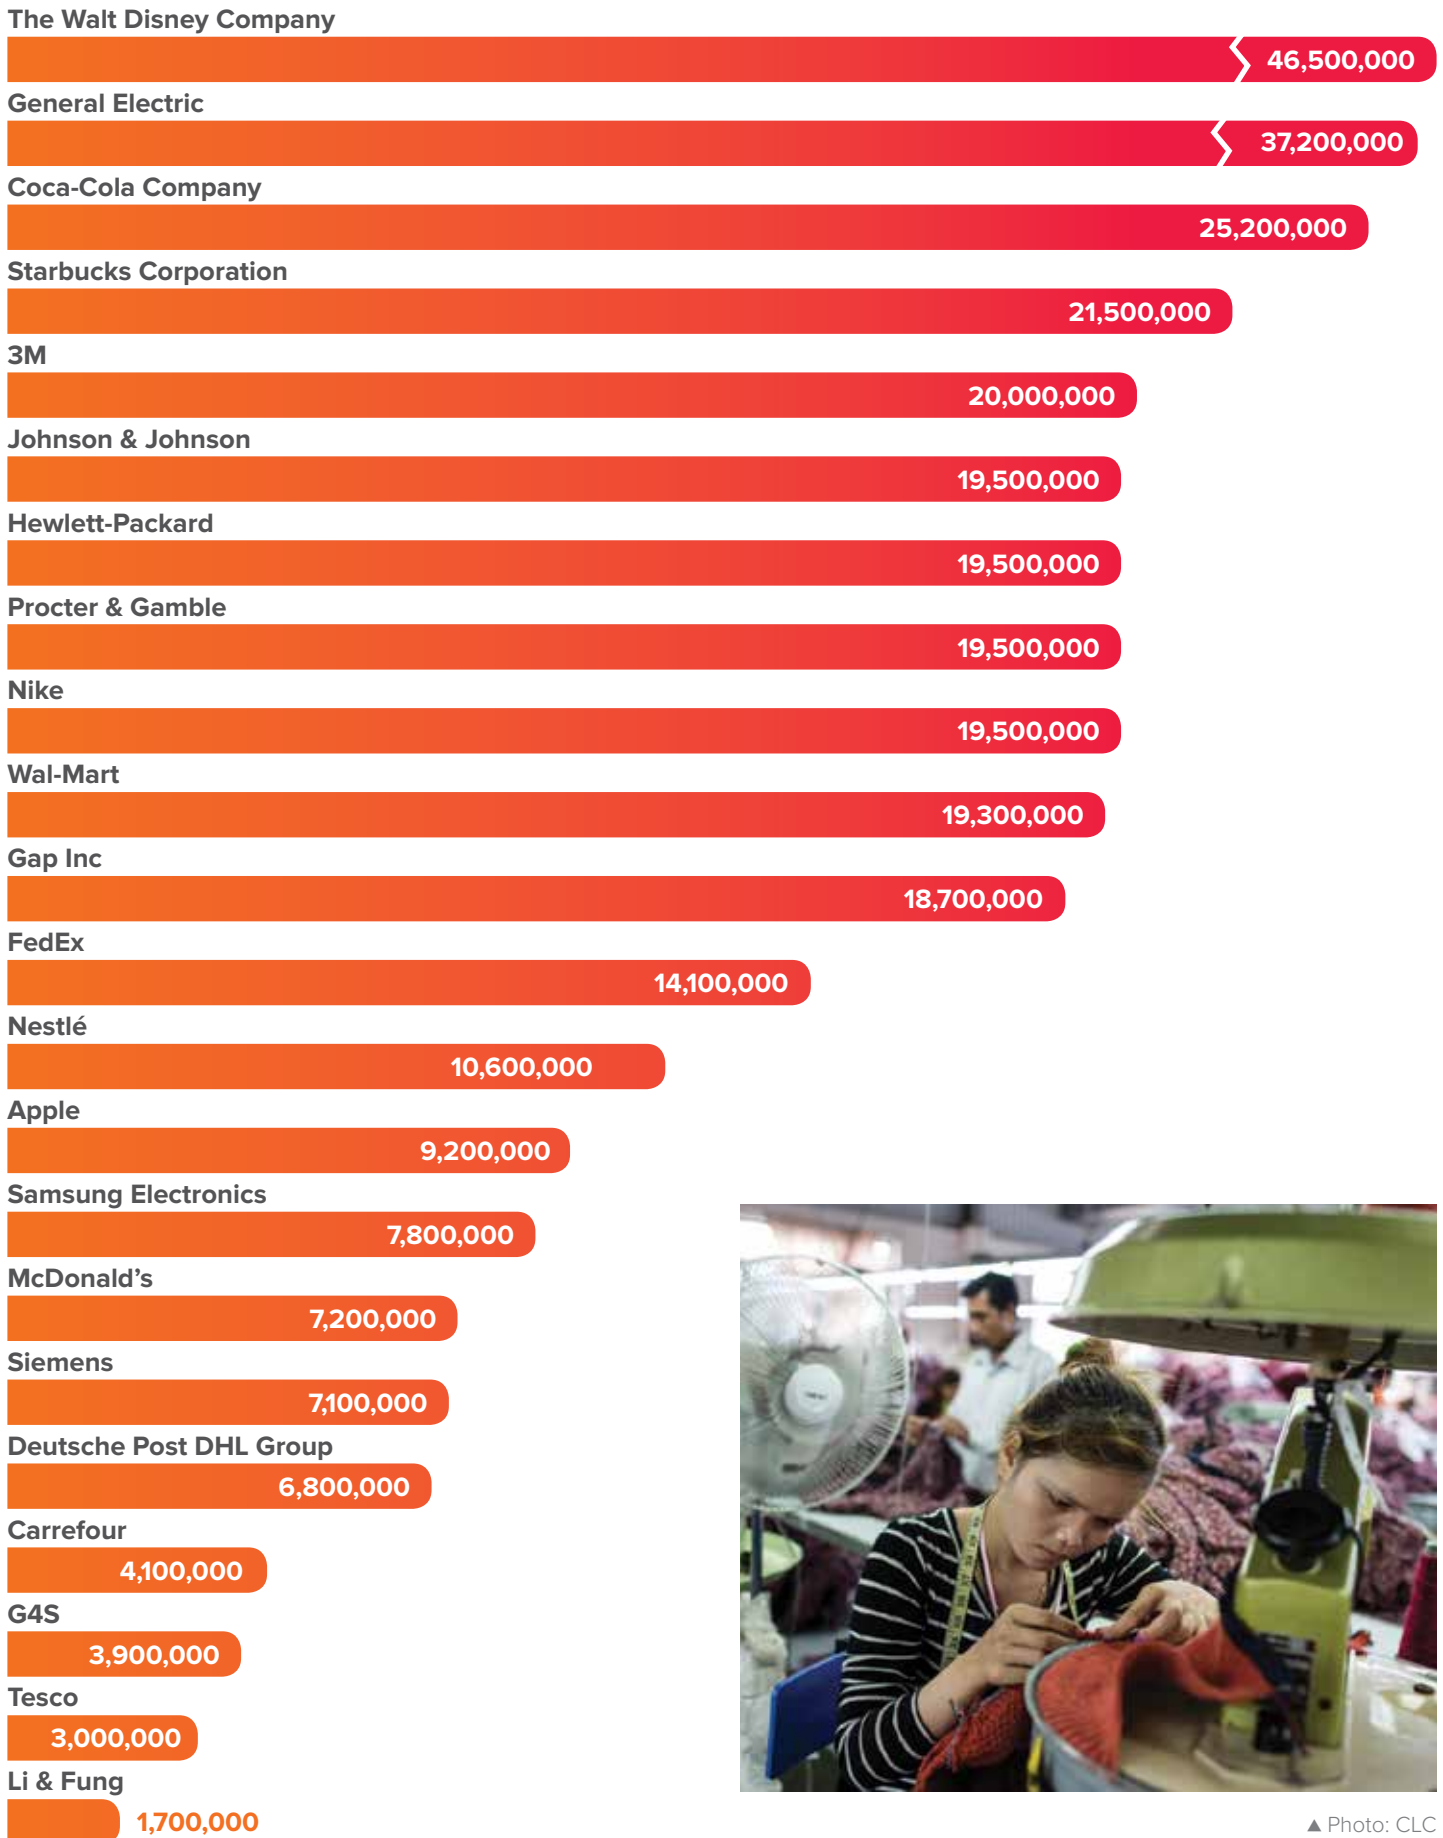 The Walt Disney Company
46,500,000
General Electric
37,200,000
Coca-Cola Company
25,200,000
Starbucks Corporation
21,500,000
3M
20,000,000
Johnson & Johnson
19,500,000
Hewlett-Packard
19,500,000
Procter & Gamble
19,500,000
Nike
19,500,000
Wal-Mart
19,300,000
Gap Inc
18,700,000
FedEx
14,100,000
Nestlé
10,600,000
Apple
9,200,000
Samsung Electronics
7,800,000
McDonald’s
7,200,000
Siemens
7,100,000
Deutsche Post DHL Group
6,800,000
Carrefour
4,100,000
G4S
3,900,000
Tesco
3,000,000
Li & Fung
1,700,000
▲ Photo: CLC